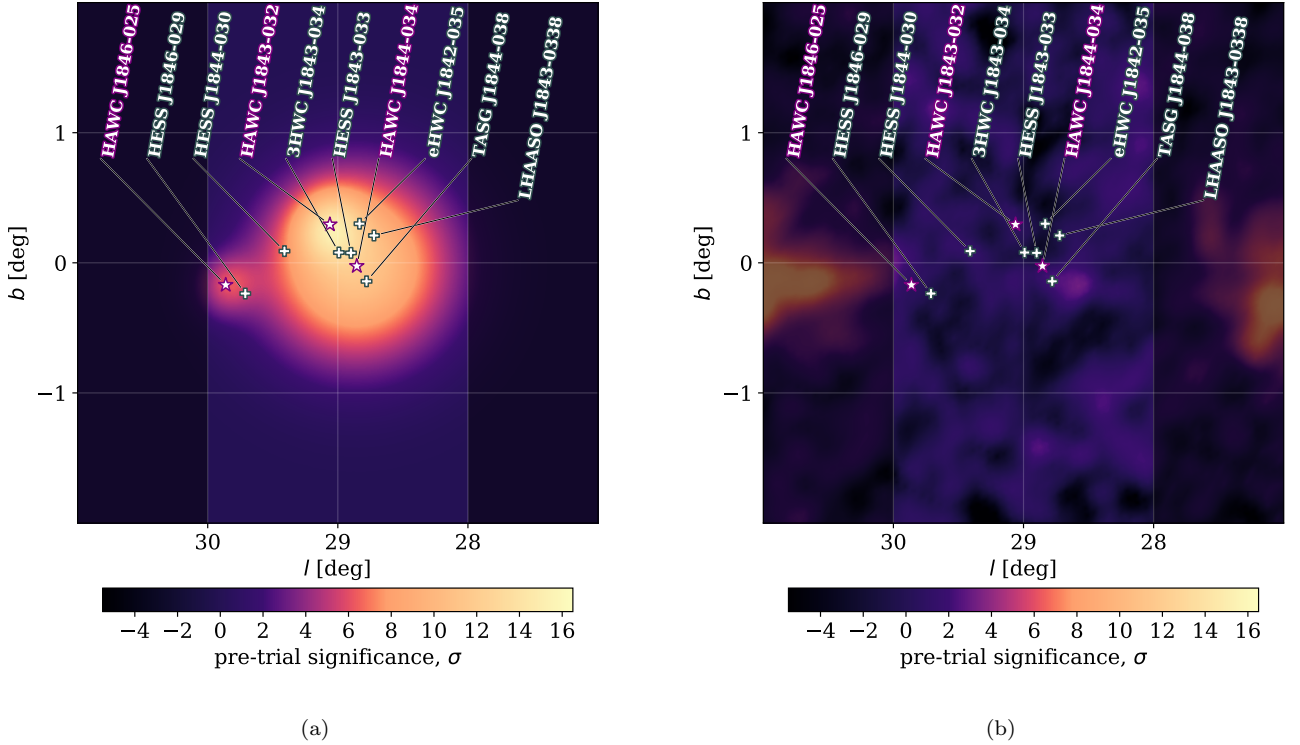 HAWC J1846-025
HESS J1846-029
HESS J1844-030
HAWC J1843-032
3HWC J1843-034
HESS J1843-033
HAWC J1844-034
eHWC J1842-035
TASG J1844-038
LHAASO J1843-0338
1
0
−1
b [deg]
30
29
28
l [deg]
−4 −2 0 2 4 6 8 10 12 14 16
pre-trial significance, σ
(a)
HAWC J1846-025
HESS J1846-029
HESS J1844-030
HAWC J1843-032
3HWC J1843-034
HESS J1843-033
HAWC J1844-034
eHWC J1842-035
TASG J1844-038
LHAASO J1843-0338
1
0
−1
b [deg]
30
29
28
l [deg]
−4 −2 0 2 4 6 8 10 12 14 16
pre-trial significance, σ
(b)